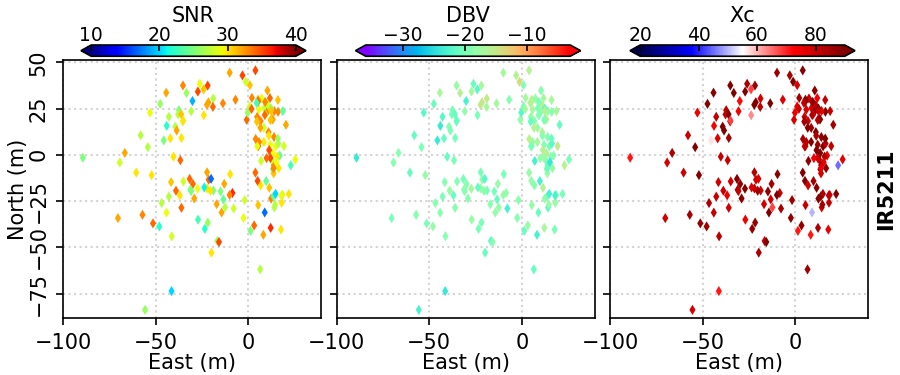 SNR DBV Xc
10 20 30 40 −30 −20 −10 20 40 60 80
50
25
0
−25
−50
−75
North (m)
IR5211
−100 −50 0 −100 −50 0 −100 −50 0
East (m) East (m) East (m)